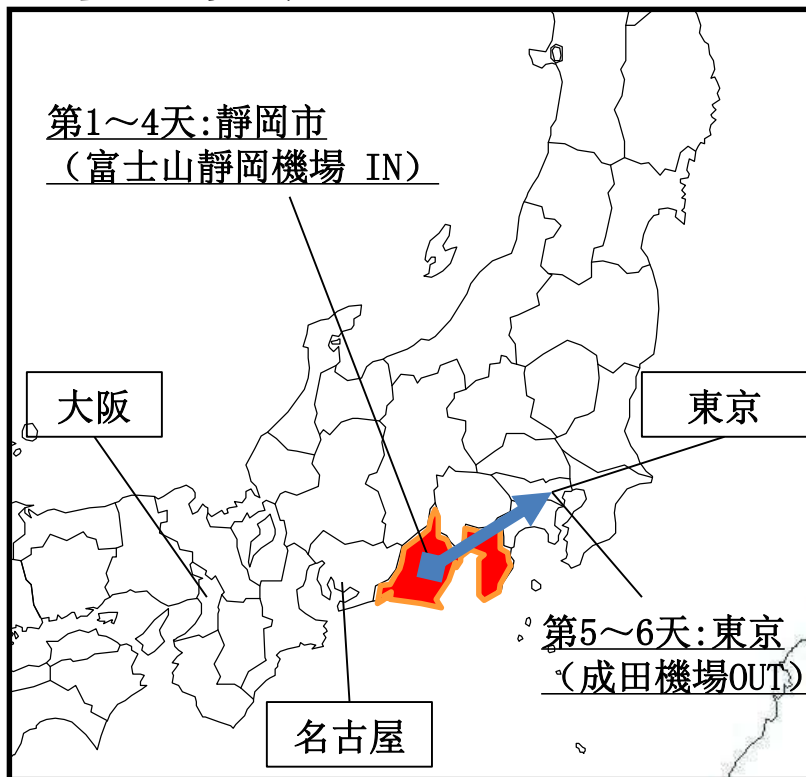 第1～4天:靜岡市
（富士山靜岡機場 IN）
大阪
東京
第5～6天:東京
（成田機場OUT）
名古屋